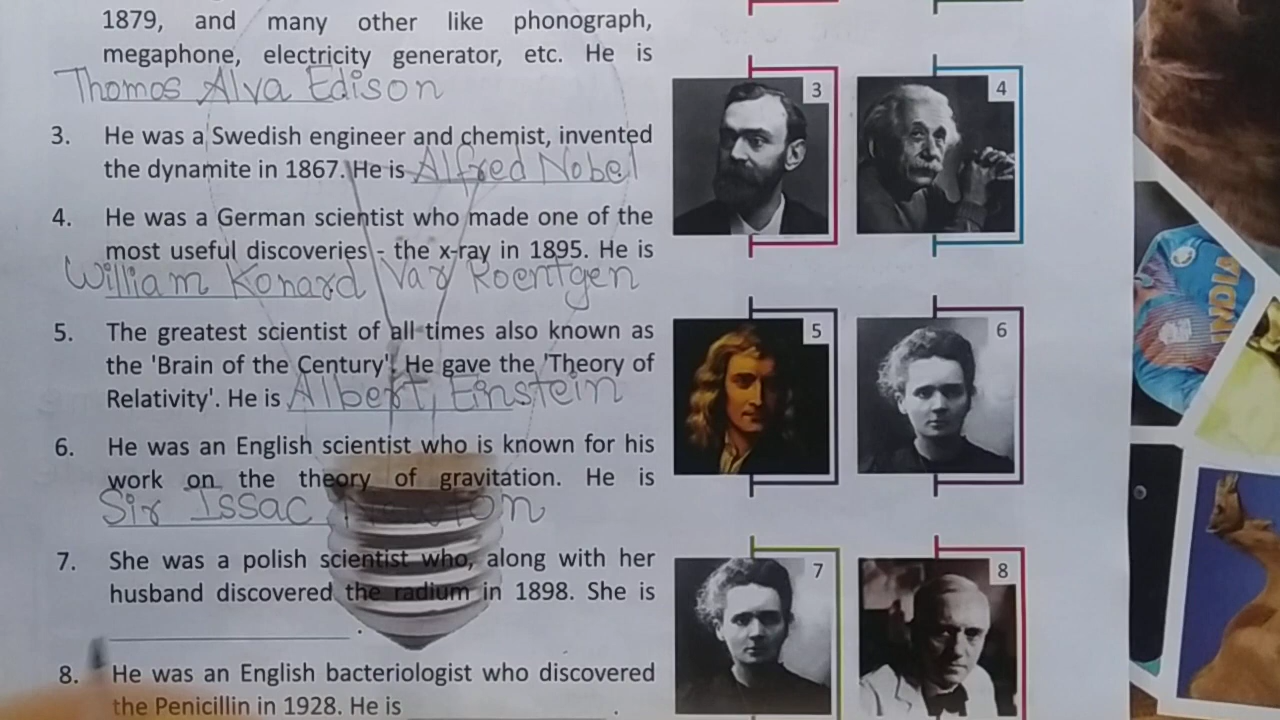 1879, and many other like phonograph,
megaphone, electricity generator, etc. He is
Thomos Alva Edison
3. He was a Swedish engineer and chemist, invented
the dynamite in 1867. He is Alfred Nobel
4. He was a German scientist who made one of the
most useful discoveries - the x-ray in 1895. He is
William Konard Var Roentgen
5. The greatest scientist of all times also known as
the 'Brain of the Century'. He gave the 'Theory of
Relativity'. He is Albert Einstein
6. He was an English scientist who is known for his
work on the theory of gravitation. He is
Sir Issac
7. She was a polish scientist who, along with her
husband discovered the radium in 1898. She is
.
8. He was an English bacteriologist who discovered
the Penicillin in 1928. He is .
3
4
5
6
7
8
INDIA